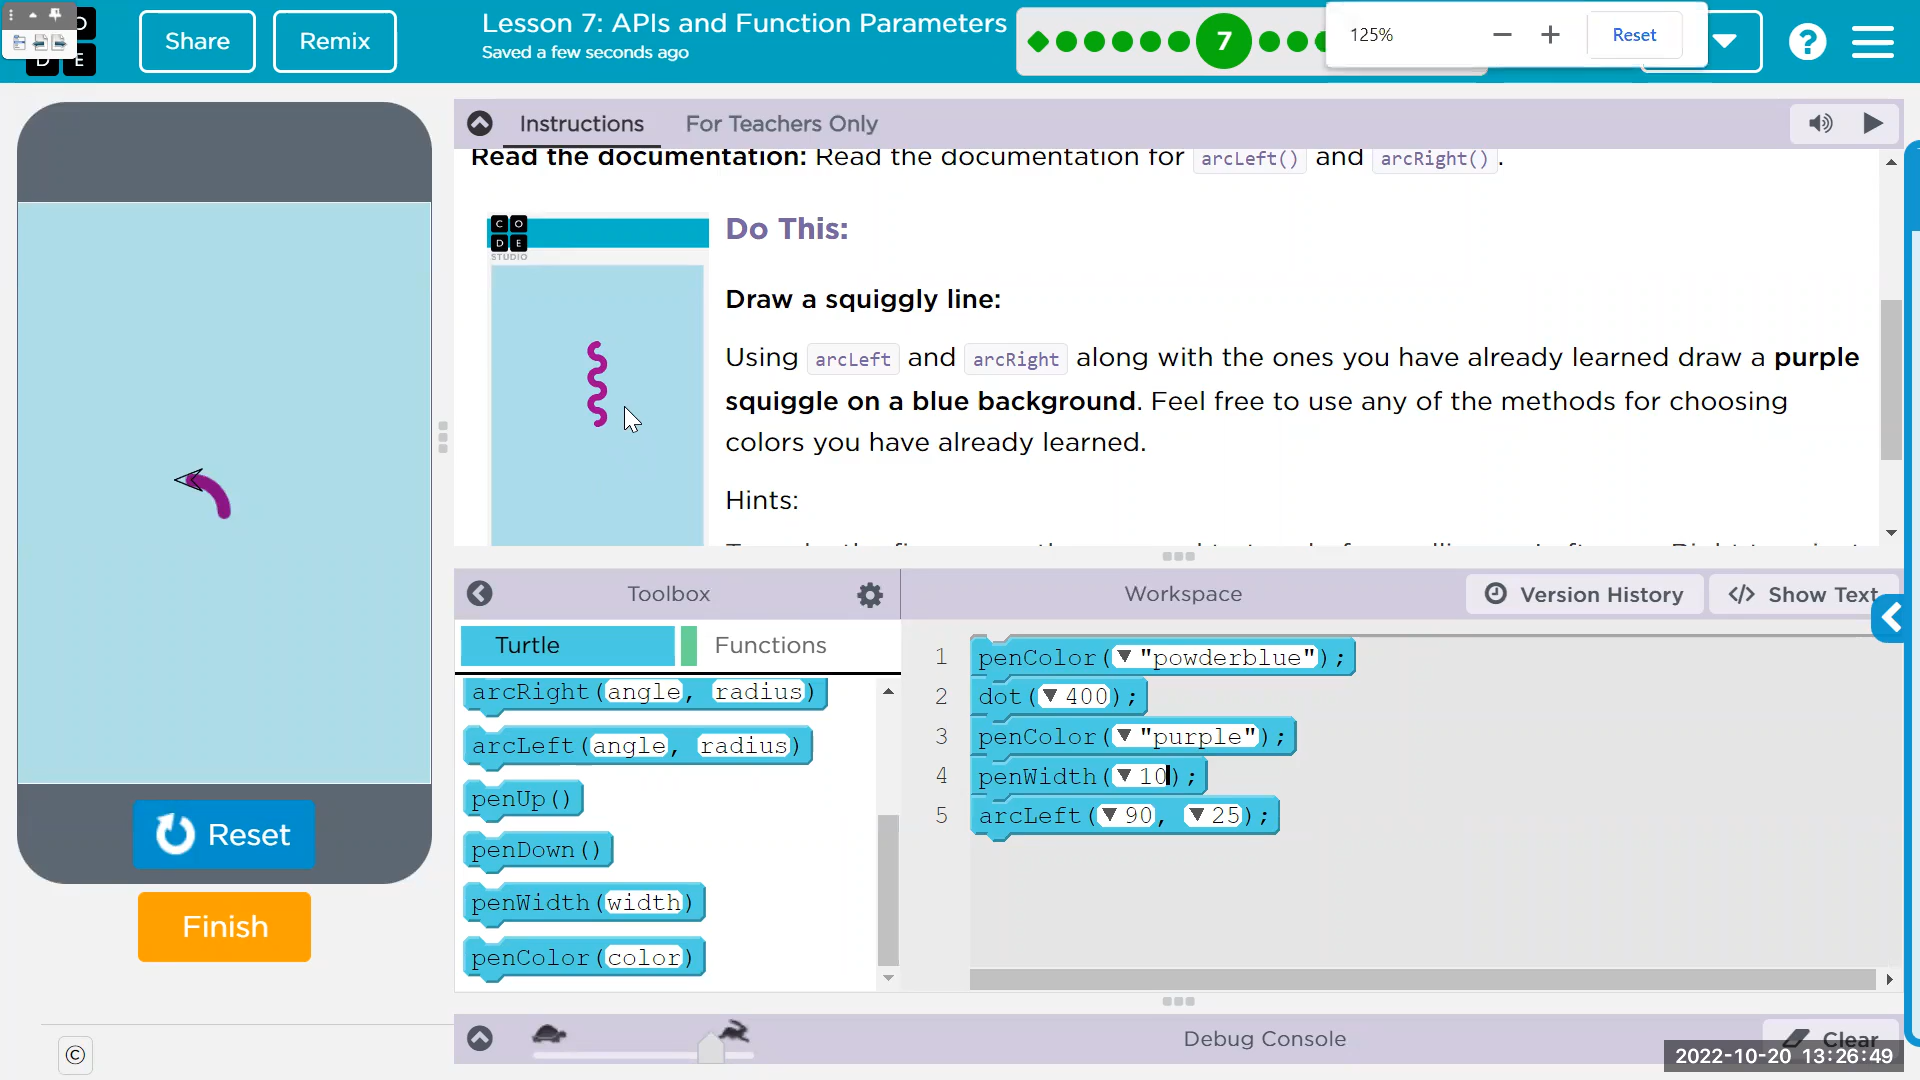 Share
Remix
Lesson 7: APIs and Function Parameters
Saved a few seconds ago
7
125%
Reset
?
O
D E
Instructions
For Teachers Only
Read the documentation: Read the documentation for arcLeft() and arcRight().
C O
D E
STUDIO
Do This:
Draw a squiggly line:
Using arcLeft and arcRight along with the ones you have already learned draw a purple
squiggle on a blue background. Feel free to use any of the methods for choosing
colors you have already learned.
Hints:
Reset
Finish
©
Toolbox
Workspace
Version History
</> Show Text
Turtle
Functions
arcRight(angle, radius)
arcLeft(angle, radius)
penUp()
penDown()
penWidth(width)
penColor(color)
1 penColor("powderblue");
2 dot(400);
3 penColor("purple");
4 penWidth(10);
5 arcLeft(90, 25);
Debug Console
Clear
2022-10-20 13:26:49